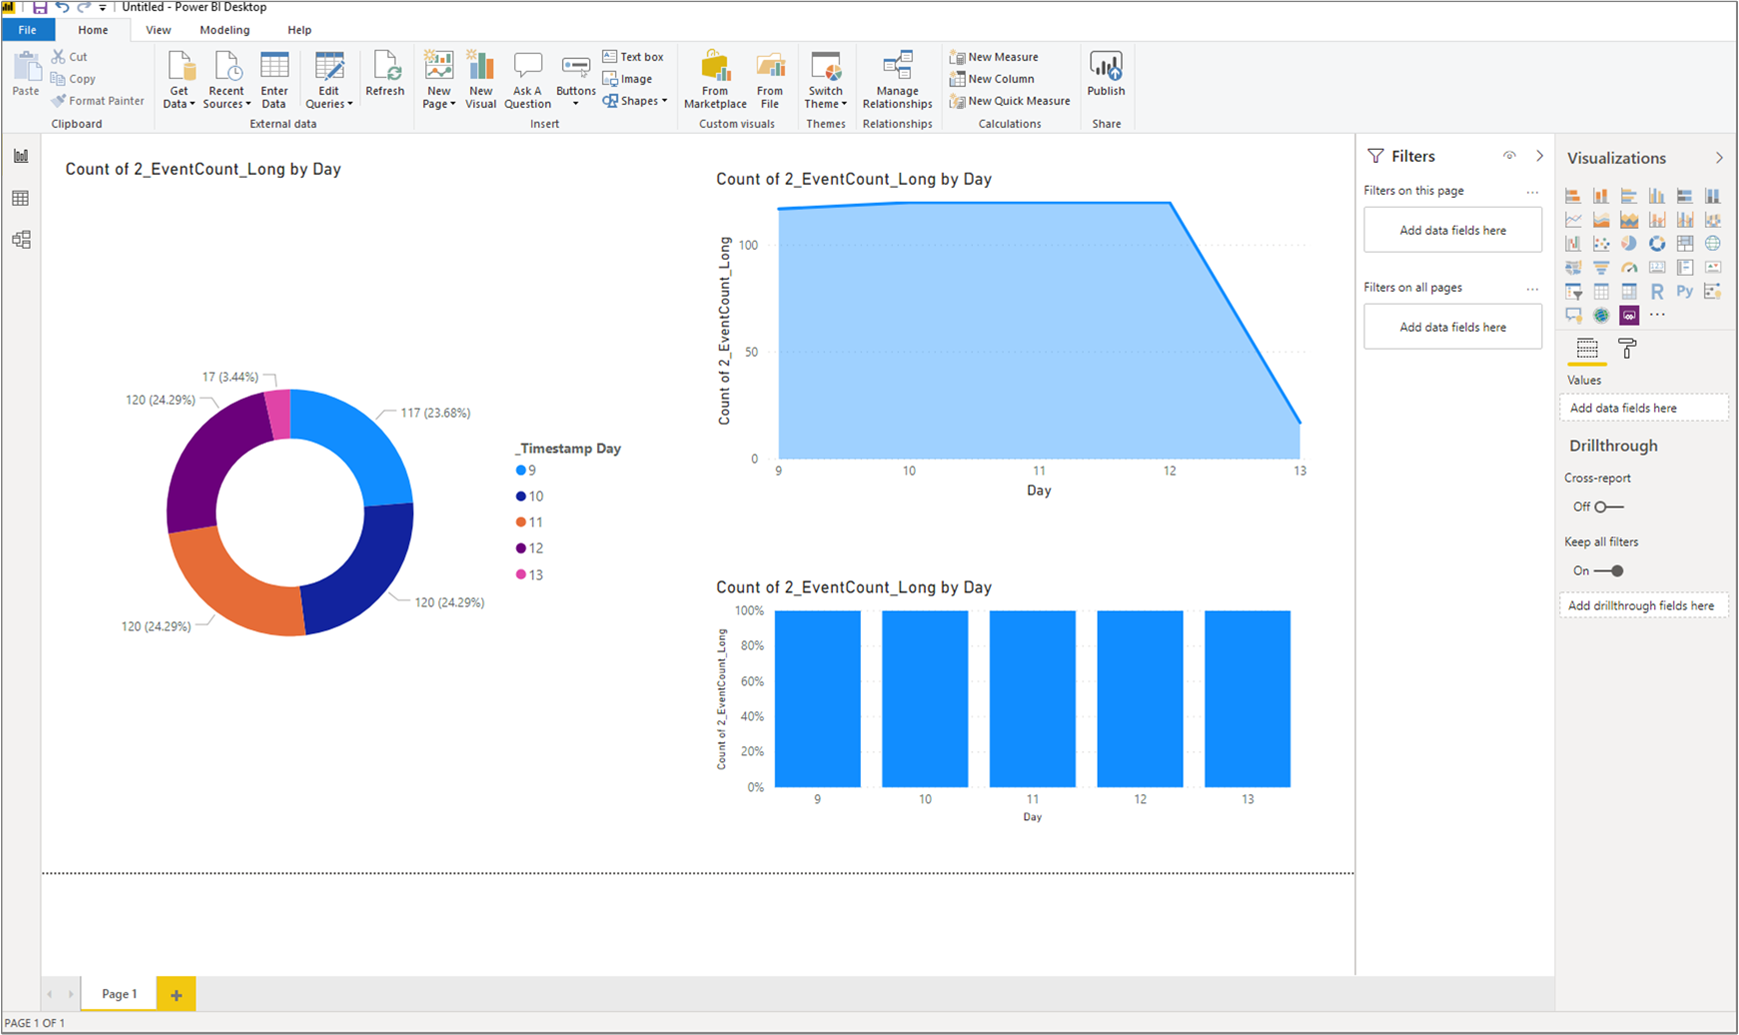 Untitled - Power BI Desktop
File Home View Modeling Help
Paste
Cut
Copy
Format Painter
Clipboard
Get Data
Recent Sources
Enter Data
Edit Queries
Refresh
External data
New Page
New Visual
Ask A Question
Buttons
Text box
Image
Shapes
Insert
From Marketplace
From File
Custom visuals
Switch Theme
Themes
Manage Relationships
Relationships
New Measure
New Column
New Quick Measure
Calculations
Publish
Share
Count of 2_EventCount_Long by Day
17 (3.44%)
120 (24.29%)
117 (23.68%)
120 (24.29%)
120 (24.29%)
_Timestamp Day
9
10
11
12
13
Count of 2_EventCount_Long by Day
Count of 2_EventCount_Long
100
50
0
9 10 11 12 13
Day
Count of 2_EventCount_Long by Day
Count of 2_EventCount_Long
100%
80%
60%
40%
20%
0%
9 10 11 12 13
Day
Filters
Filters on this page ...
Add data fields here
Filters on all pages ...
Add data fields here
Visualizations
R Py
...
Values
Add data fields here
Drillthrough
Cross-report
Off
Keep all filters
On
Add drillthrough fields here
Page 1 +
PAGE 1 OF 1